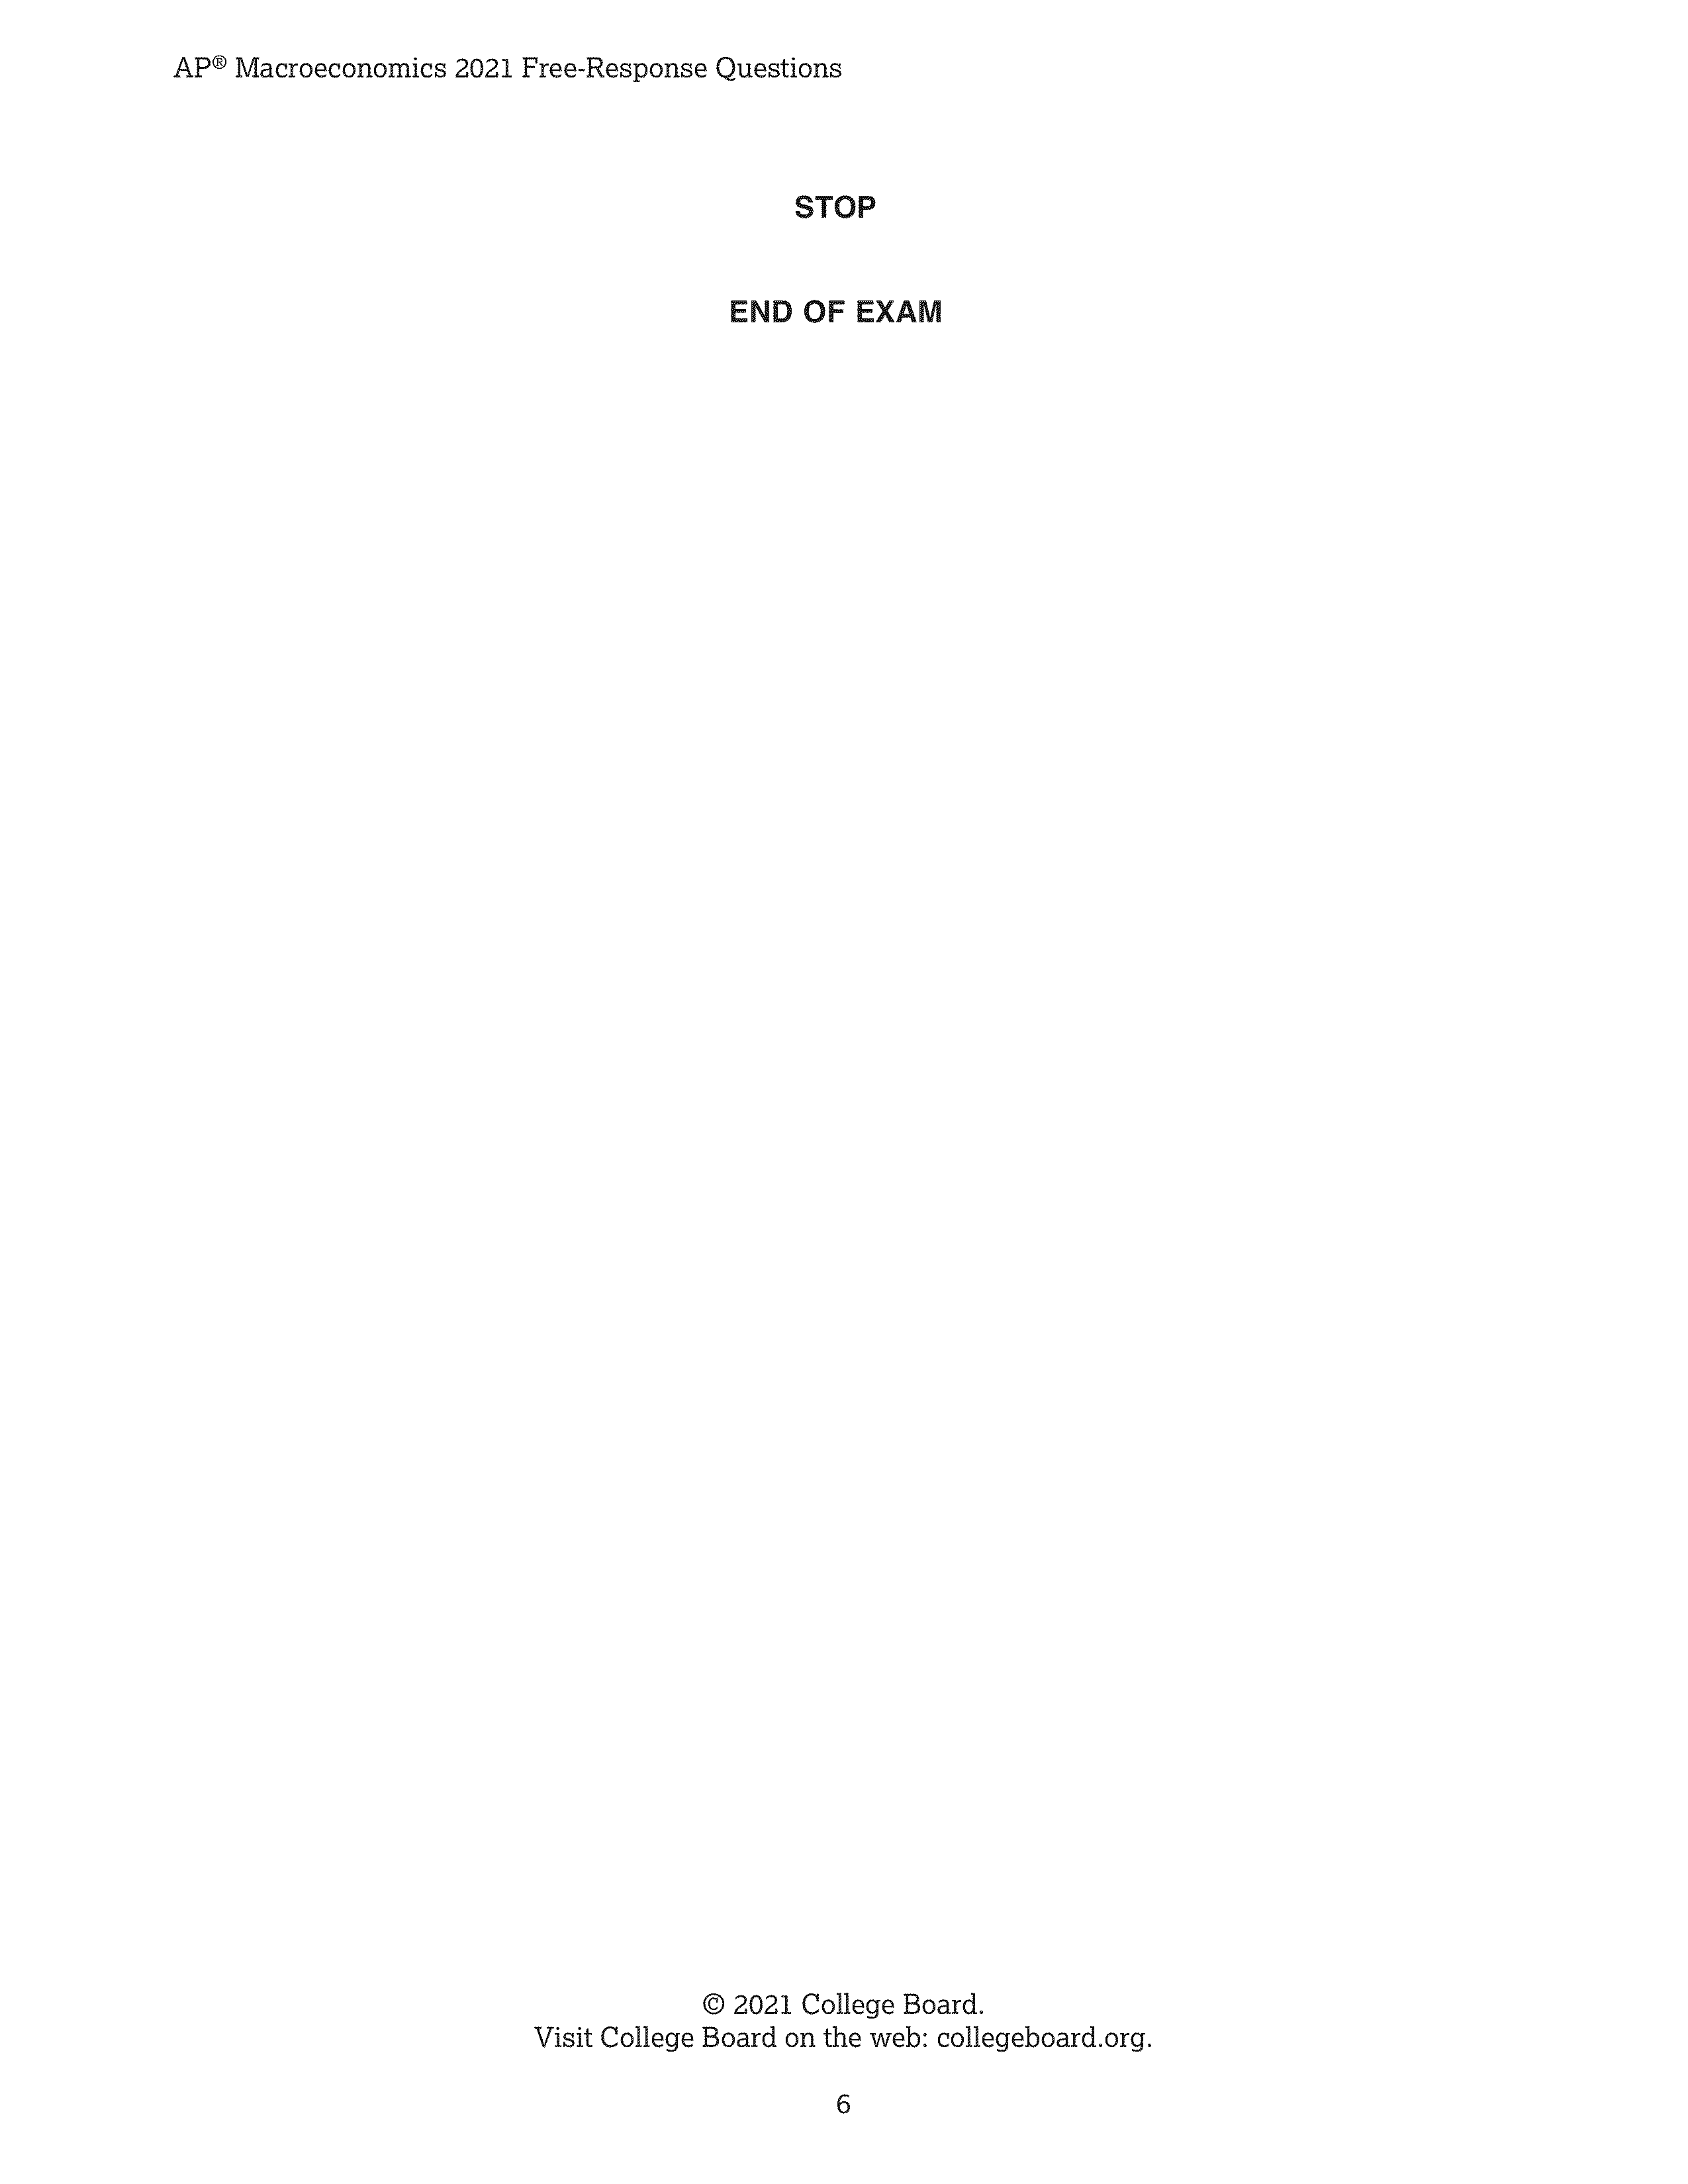 AP® Macroeconomics 2021 Free-Response Questions
STOP
END OF EXAM
© 2021 College Board.
Visit College Board on the web: collegeboard.org.
6